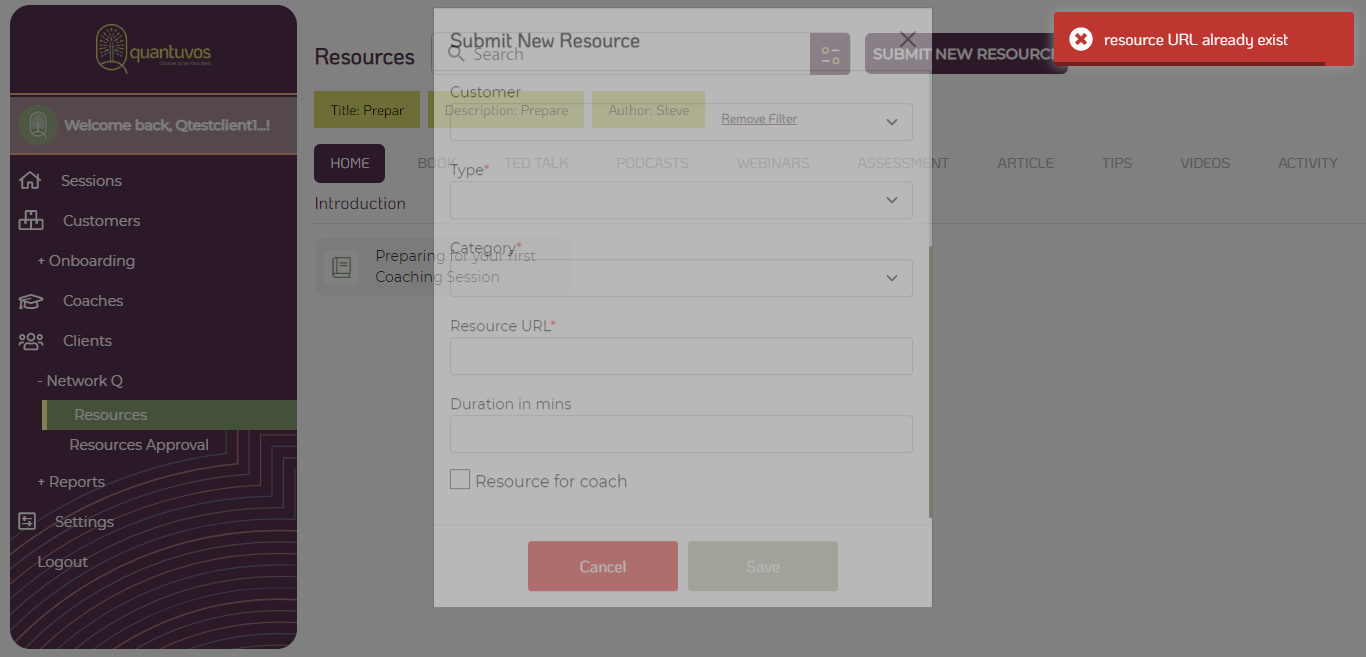 quantuvos
Choose to be Your Best
Welcome back, Qtestclient1...!
Sessions
Customers
+ Onboarding
Coaches
Clients
- Network Q
Resources
Resources Approval
+ Reports
Settings
Logout
Resources
Search
SUBMIT NEW RESOURCE
Title: Prepar
Description: Prepare
Author: Steve
Remove Filter
HOME
BOOK
TED TALK
PODCASTS
WEBINARS
ASSESSMENT
ARTICLE
TIPS
VIDEOS
ACTIVITY
Introduction
Preparing for your first
Coaching Session
Submit New Resource
Customer
Type*
Category*
Resource URL*
Duration in mins
Resource for coach
Cancel
Save
resource URL already exist